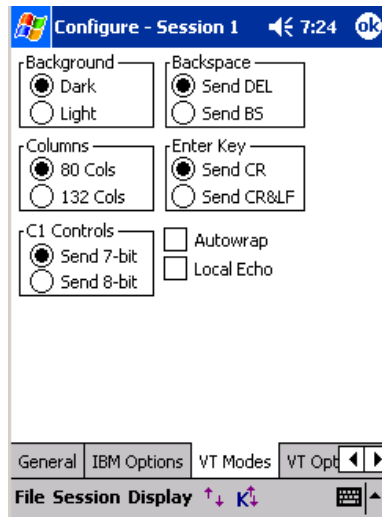 Configure - Session 1 7:24 ok
Background Backspace
Dark Send DEL
Light Send BS
Columns Enter Key
80 Cols Send CR
132 Cols Send CR&LF
C1 Controls Autowrap
Send 7-bit Local Echo
Send 8-bit
General IBM Options VT Modes VT Opt
File Session Display K